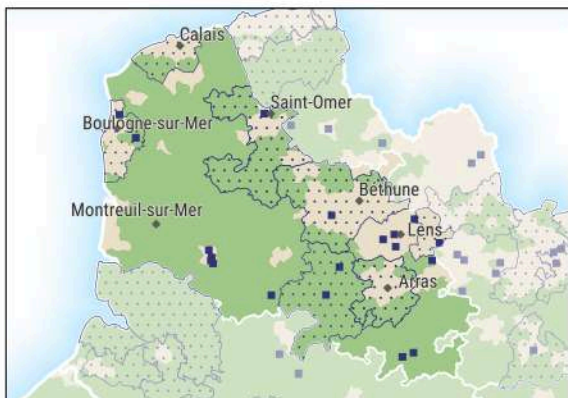 Calais
Saint-Omer
Boulogne-sur-Mer
Béthune
Montreuil-sur-Mer
Lens
Arras